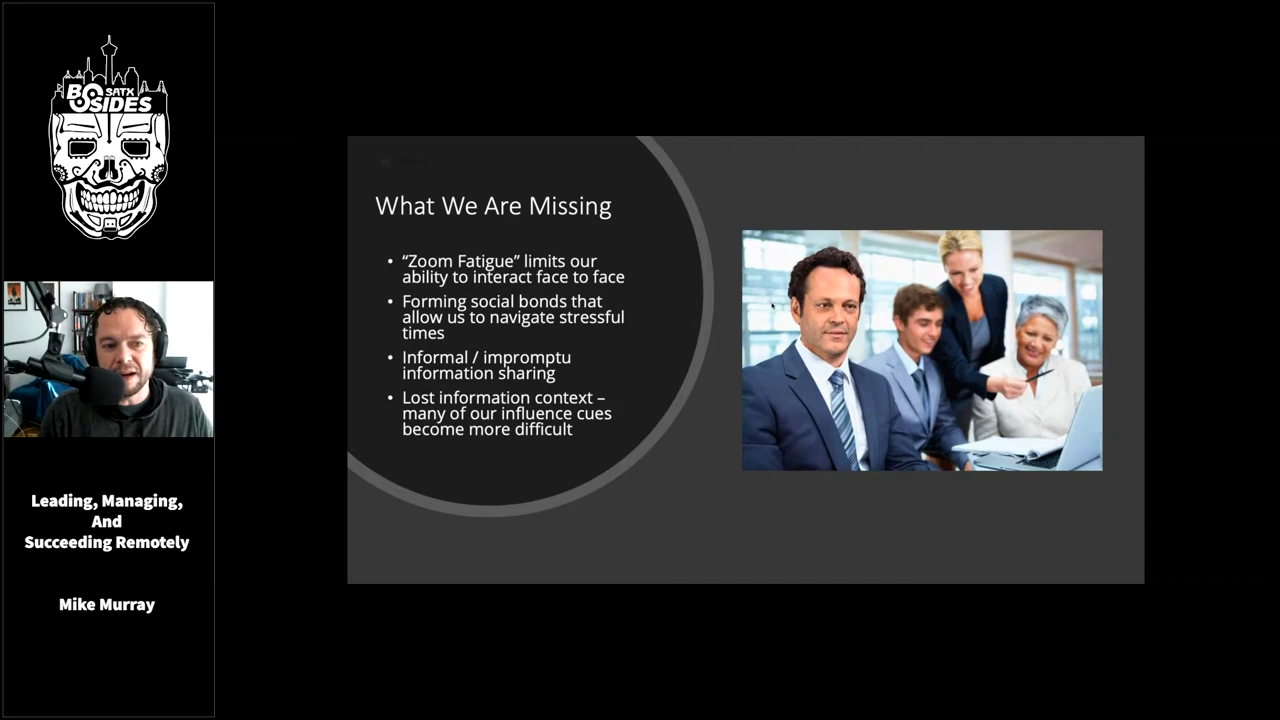 BSIDES
SATX
Leading, Managing,
And
Succeeding Remotely
Mike Murray
What We Are Missing
• “Zoom Fatigue” limits our
ability to interact face to face
• Forming social bonds that
allow us to navigate stressful
times
• Informal / impromptu
information sharing
• Lost information context –
many of our influence cues
become more difficult